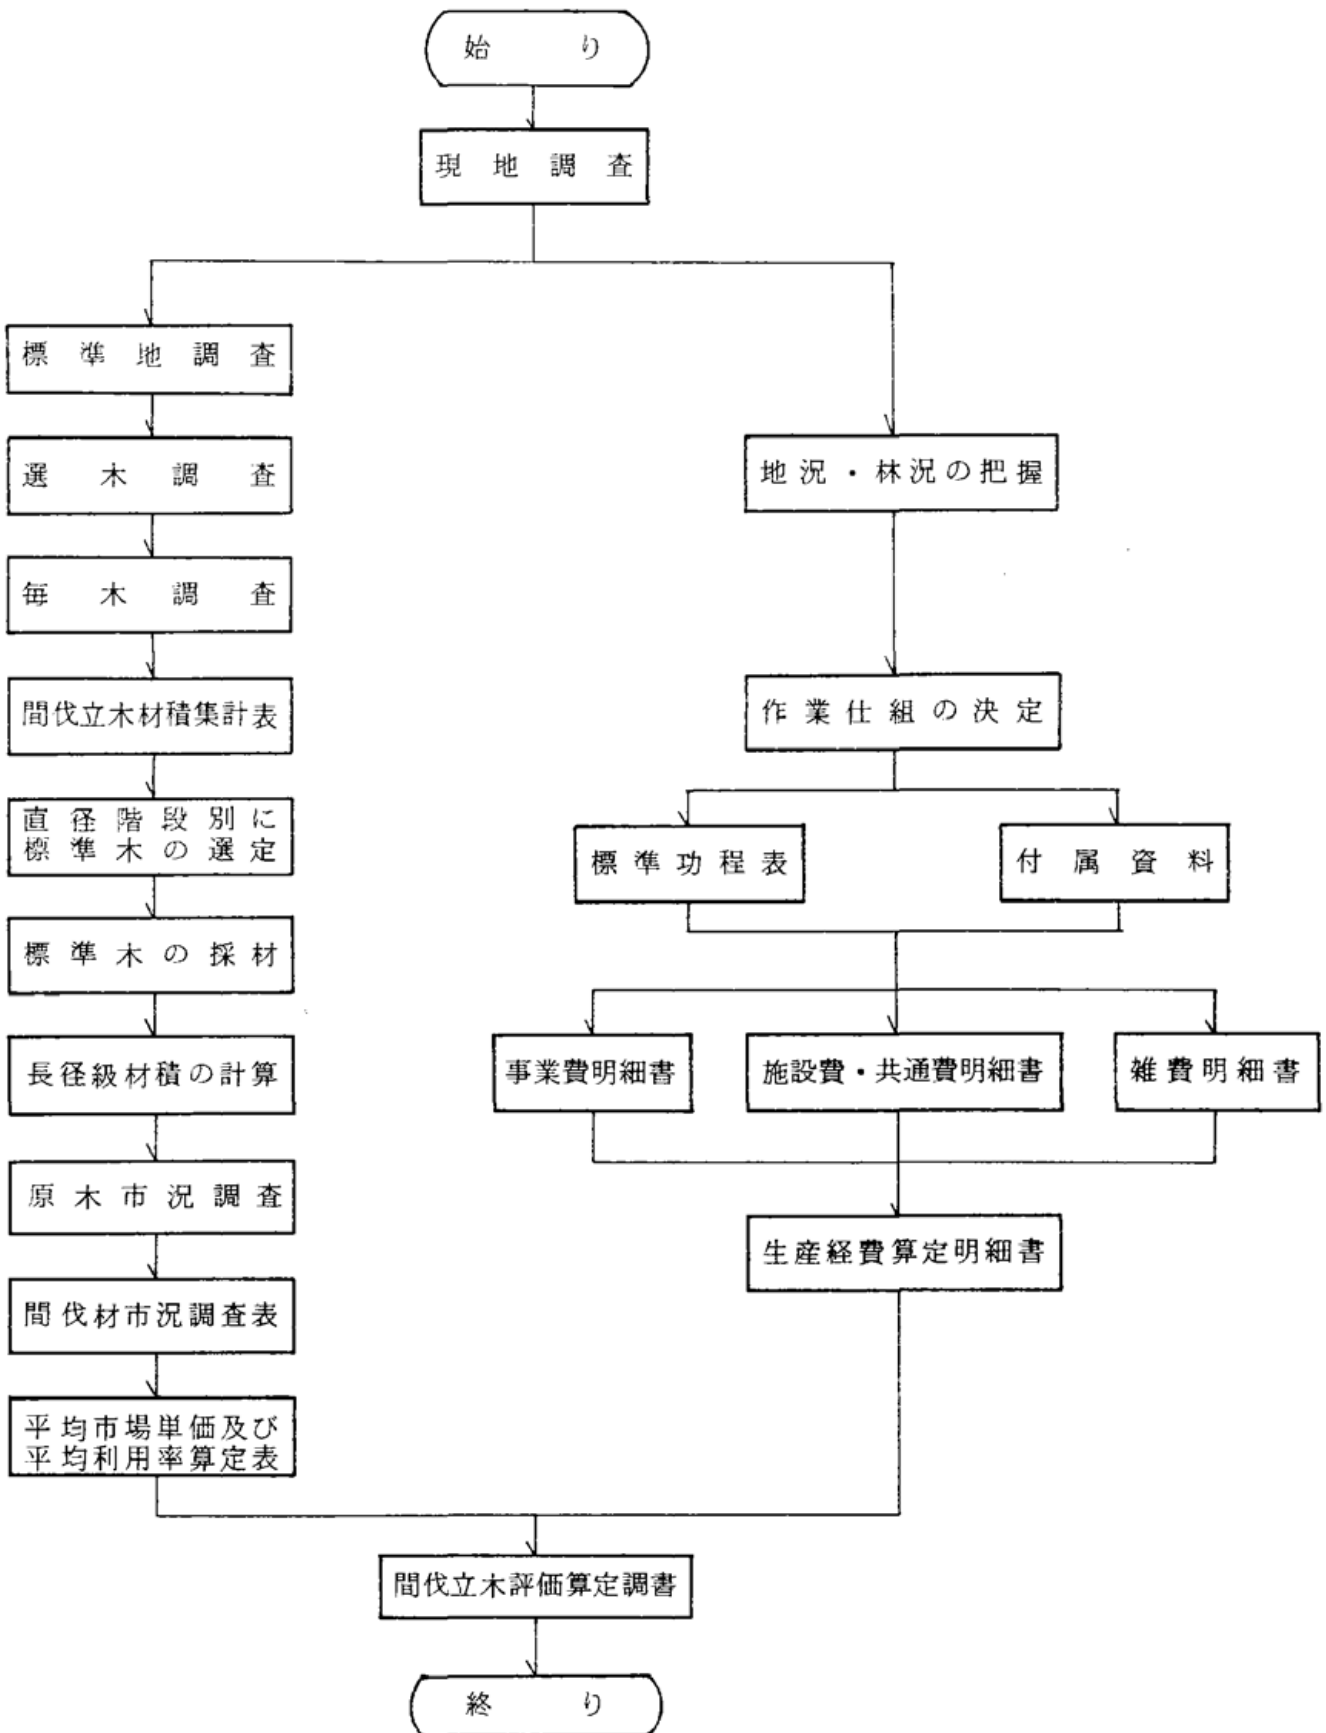 始り
現地調査
標準地調査
選木調査
毎木調査
間伐立木材積集計表
直径階段別に
標準木の選定
標準木の採材
長径級材積の計算
原木市況調査
間伐材市況調査表
平均市場単価及び
平均利用率算定表
地況・林況の把握
作業仕組の決定
標準功程表
付属資料
事業費明細書
施設費・共通費明細書
雑費明細書
生産経費算定明細書
間伐立木評価算定調書
終り